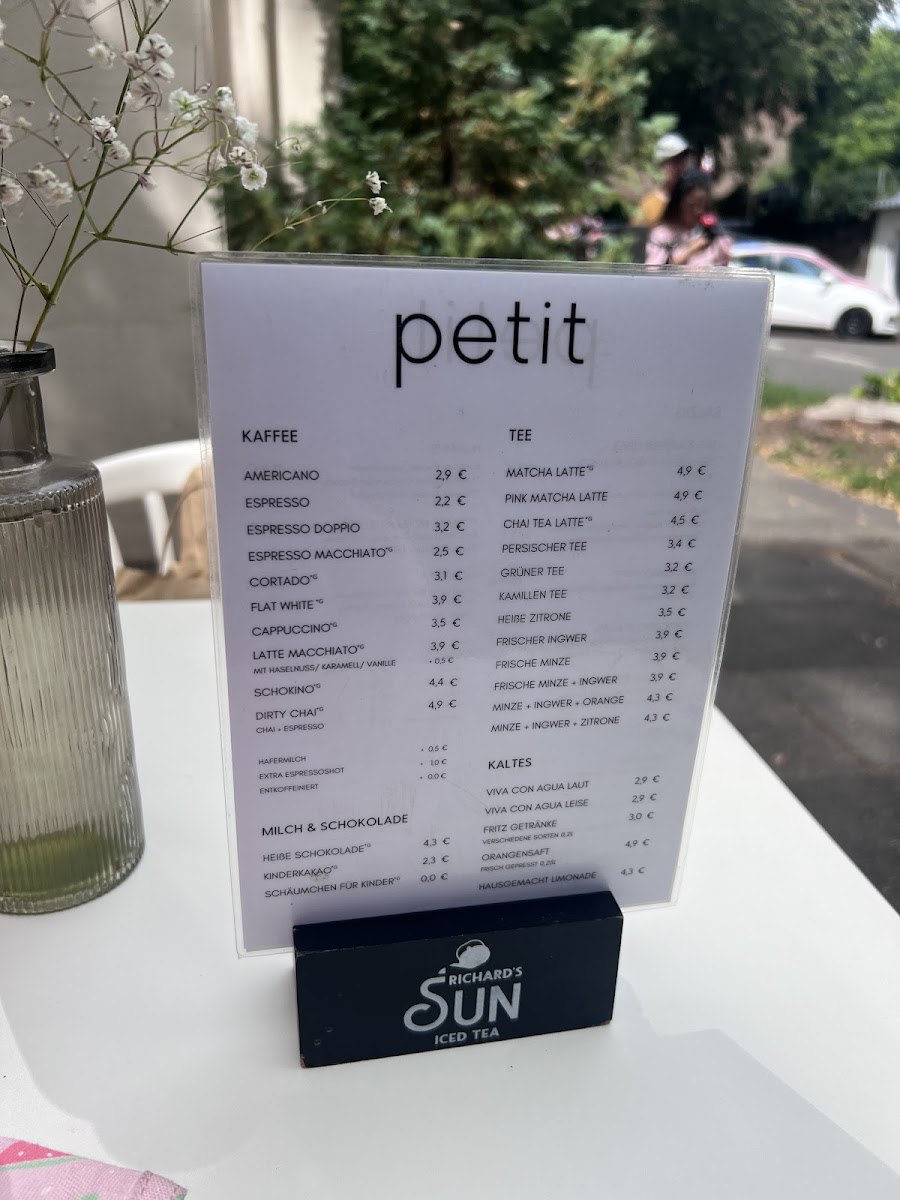 petit
KAFFEE
AMERICANO 2,9 €
ESPRESSO 2,2 €
ESPRESSO DOPPIO 3,2 €
ESPRESSO MACCHIATO*G 2,5 €
CORTADO*G 3,1 €
FLAT WHITE*G 3,9 €
CAPPUCCINO*G 3,5 €
LATTE MACCHIATO*G 3,9 €
MIT HASELNUSS/ KARAMELL/ VANILLE + 0,5 €
SCHOKINO*G 4,4 €
DIRTY CHAI*G 4,9 €
CHAI + ESPRESSO
HAFERMILCH + 0,5 €
EXTRA ESPRESSOSHOT + 1,0 €
ENTKOFFEINIERT + 0,0 €
MILCH & SCHOKOLADE
HEIßE SCHOKOLADE*G 4,3 €
KINDERKAKAO*G 2,3 €
SCHÄUMCHEN FÜR KINDER*G 0,0 €
TEE
MATCHA LATTE*G 4,9 €
PINK MATCHA LATTE 4,9 €
CHAI TEA LATTE*G 4,5 €
PERSISCHER TEE 3,4 €
GRÜNER TEE 3,2 €
KAMILLEN TEE 3,2 €
HEIßE ZITRONE 3,5 €
FRISCHER INGWER 3,9 €
FRISCHE MINZE 3,9 €
FRISCHE MINZE + INGWER 3,9 €
MINZE + INGWER + ORANGE 4,3 €
MINZE + INGWER + ZITRONE 4,3 €
KALTES
VIVA CON AGUA LAUT 2,9 €
VIVA CON AGUA LEISE 2,9 €
FRITZ GETRÄNKE 3,0 €
VERSCHIEDENE SORTEN 0,2L
ORANGENSAFT 4,9 €
FRISCH GEPRESST 0,25L
HAUSGEMACHT LIMONADE 4,3 €
RICHARD'S
SUN
ICED TEA